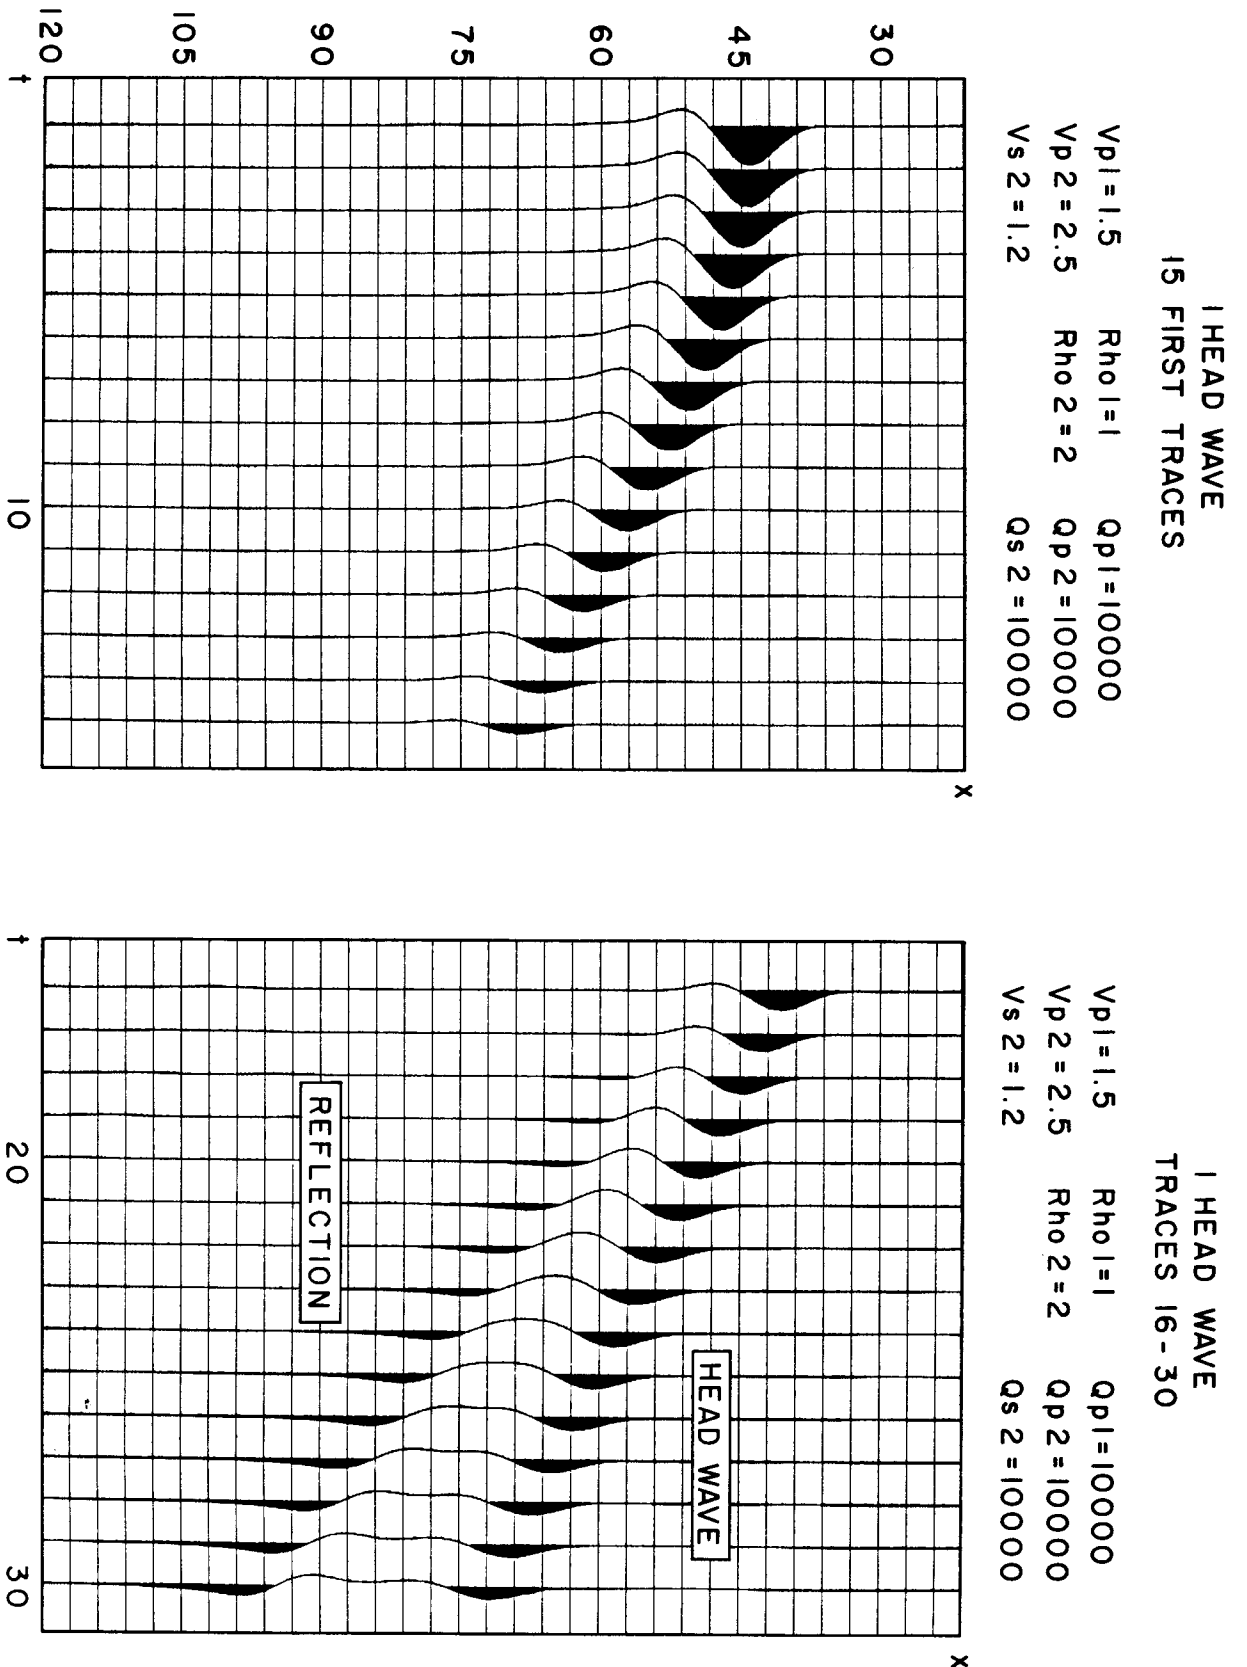 1 HEAD WAVE
15 FIRST TRACES
Vp1=1.5 Rho1=1 Qp1=10000
Vp2=2.5 Rho2=2 Qp2=10000
Vs2=1.2 Qs2=10000
x
30
45
60
75
90
105
120
t
10
1 HEAD WAVE
TRACES 16-30
Vp1=1.5 Rho1=1 Qp1=10000
Vp2=2.5 Rho2=2 Qp2=10000
Vs2=1.2 Qs2=10000
x
HEAD WAVE
REFLECTION
t
20
30